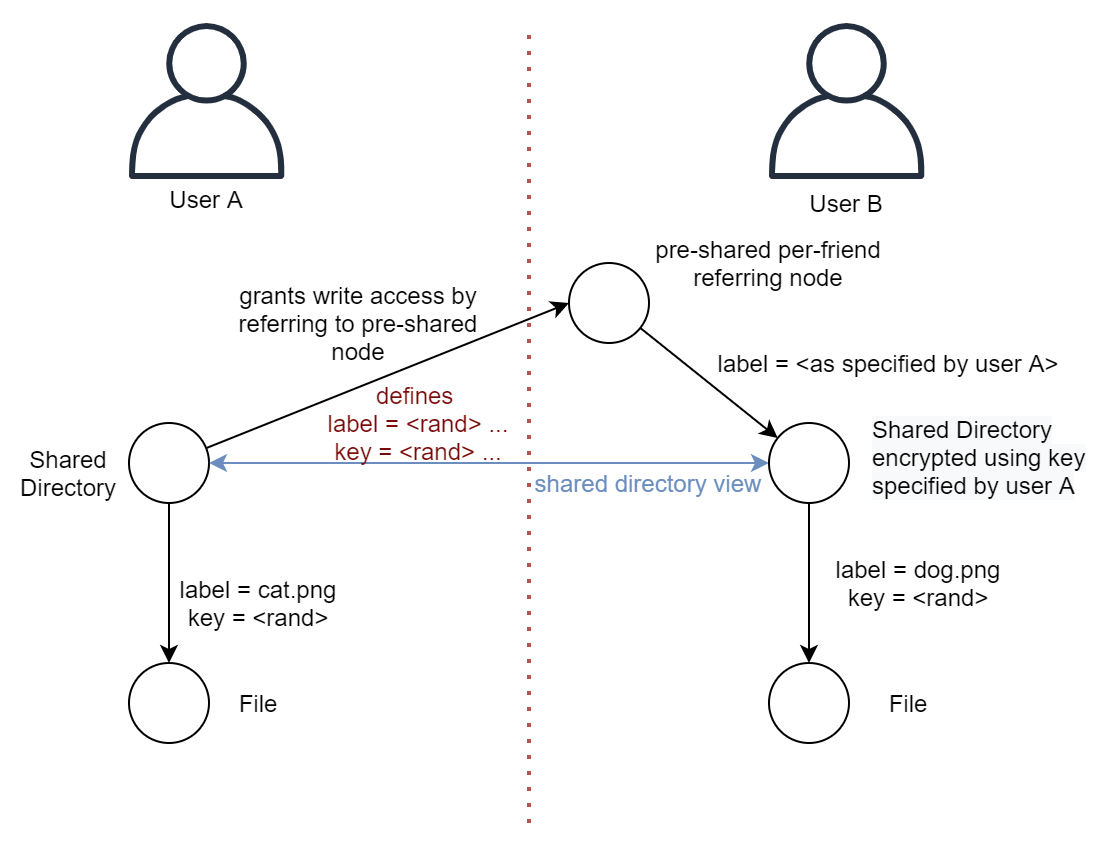 User A
User B
pre-shared per-friend
referring node
grants write access by
referring to pre-shared
node
label = <as specified by user A>
defines
label = <rand> ...
key = <rand> ...
Shared
Directory
Shared Directory
encrypted using key
specified by user A
shared directory view
label = cat.png
key = <rand>
label = dog.png
key = <rand>
File
File